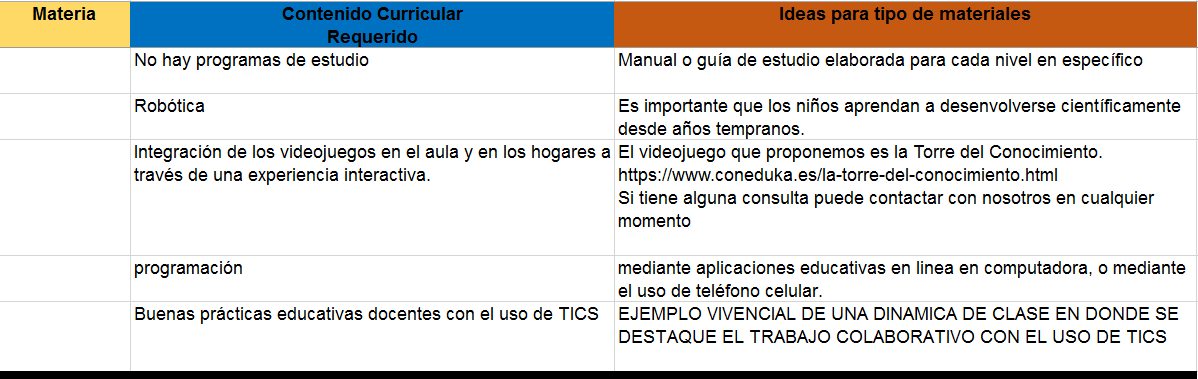 Materia
Contenido Curricular
Requerido
Ideas para tipo de materiales
No hay programas de estudio
Manual o guía de estudio elaborada para cada nivel en específico
Robótica
Es importante que los niños aprendan a desenvolverse científicamente
desde años tempranos.
Integración de los videojuegos en el aula y en los hogares a
través de una experiencia interactiva.
El videojuego que proponemos es la Torre del Conocimiento.
https://www.coneduka.es/la-torre-del-conocimiento.html
Si tiene alguna consulta puede contactar con nosotros en cualquier
momento
programación
mediante aplicaciones educativas en linea en computadora, o mediante
el uso de teléfono celular.
Buenas prácticas educativas docentes con el uso de TICS
EJEMPLO VIVENCIAL DE UNA DINAMICA DE CLASE EN DONDE SE
DESTAQUE EL TRABAJO COLABORATIVO CON EL USO DE TICS